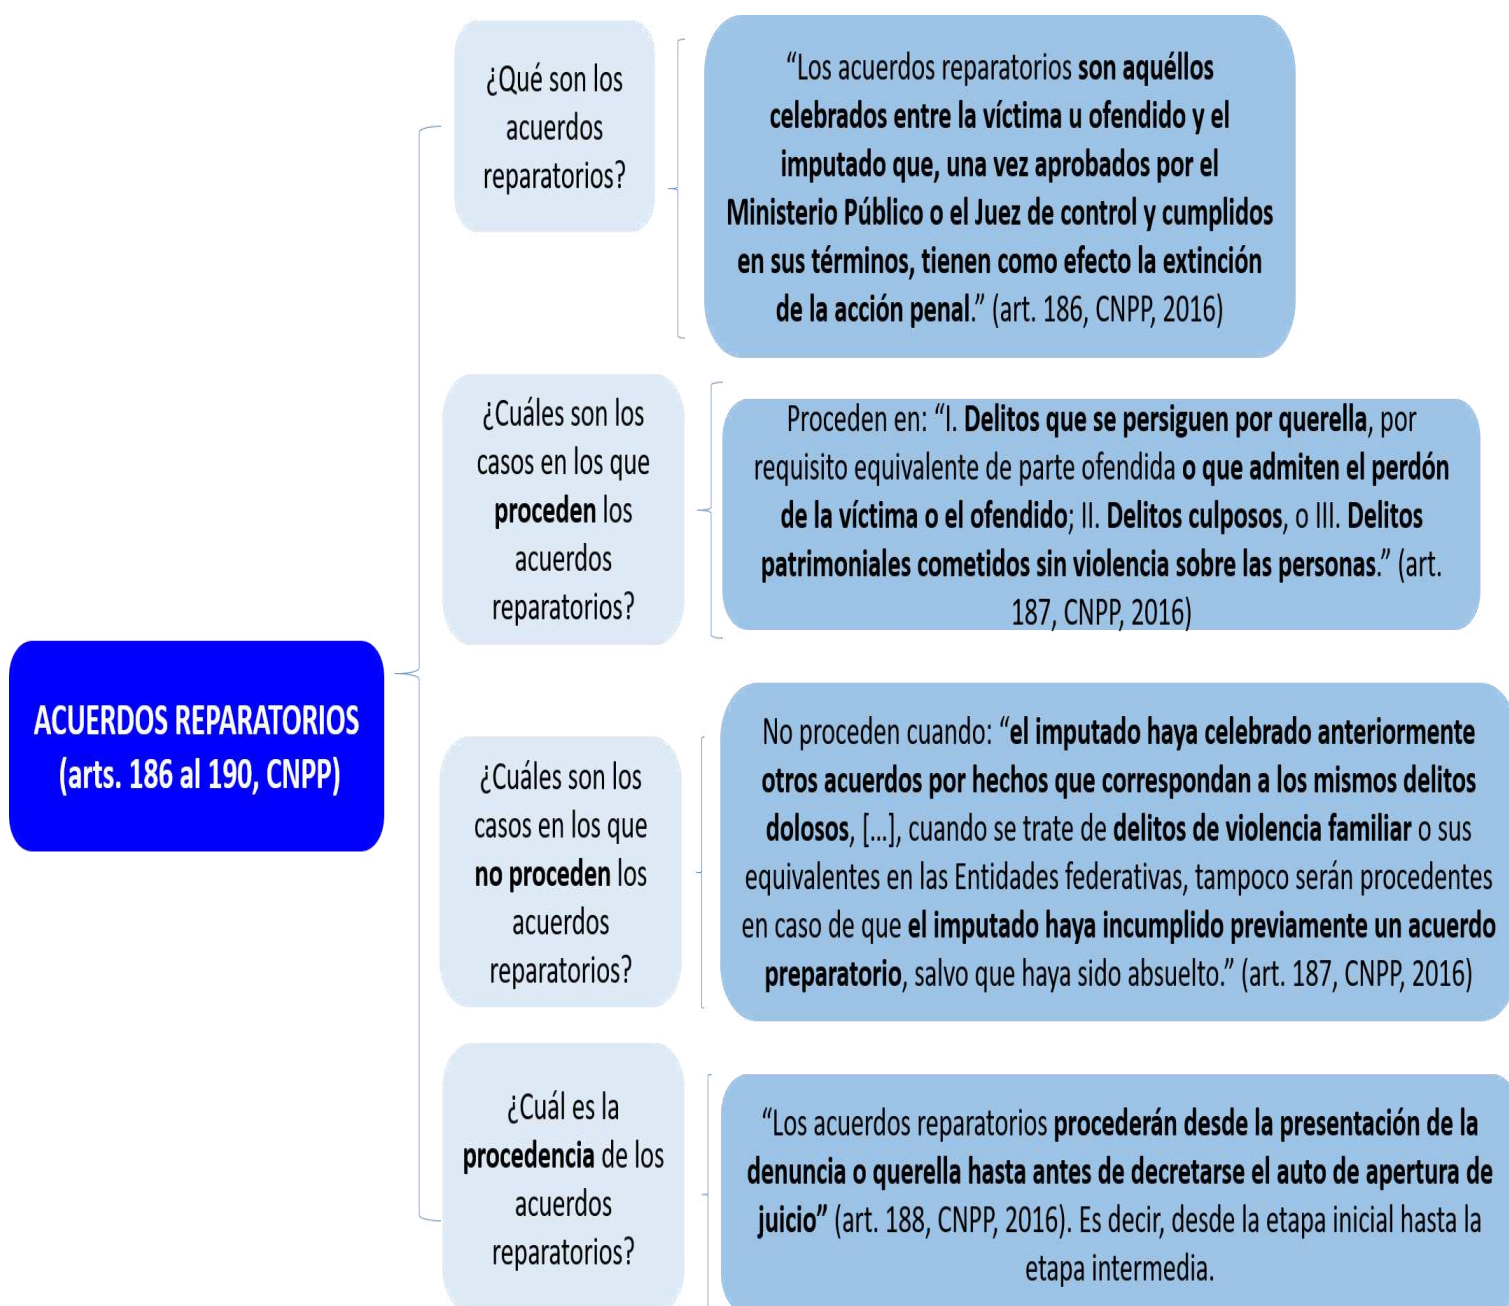 ACUERDOS REPARATORIOS
(arts. 186 al 190, CNPP)
¿Qué son los
acuerdos
reparatorios?
“Los acuerdos reparatorios son aquéllos
celebrados entre la víctima u ofendido y el
imputado que, una vez aprobados por el
Ministerio Público o el Juez de control y cumplidos
en sus términos, tienen como efecto la extinción
de la acción penal.” (art. 186, CNPP, 2016)
¿Cuáles son los
casos en los que
proceden los
acuerdos
reparatorios?
Proceden en: “I. Delitos que se persiguen por querella, por
requisito equivalente de parte ofendida o que admiten el perdón
de la víctima o el ofendido; II. Delitos culposos, o III. Delitos
patrimoniales cometidos sin violencia sobre las personas.” (art.
187, CNPP, 2016)
¿Cuáles son los
casos en los que
no proceden los
acuerdos
reparatorios?
No proceden cuando: “el imputado haya celebrado anteriormente
otros acuerdos por hechos que correspondan a los mismos delitos
dolosos, [...], cuando se trate de delitos de violencia familiar o sus
equivalentes en las Entidades federativas, tampoco serán procedentes
en caso de que el imputado haya incumplido previamente un acuerdo
preparatorio, salvo que haya sido absuelto.” (art. 187, CNPP, 2016)
¿Cuál es la
procedencia de los
acuerdos
reparatorios?
“Los acuerdos reparatorios procederán desde la presentación de la
denuncia o querella hasta antes de decretarse el auto de apertura de
juicio” (art. 188, CNPP, 2016). Es decir, desde la etapa inicial hasta la
etapa intermedia.